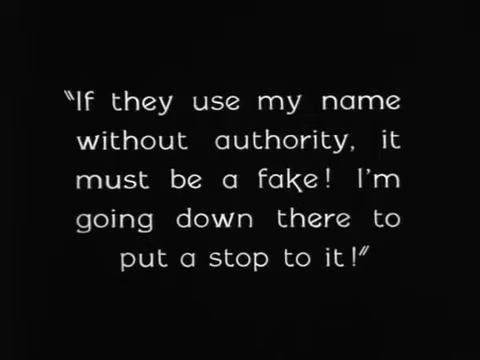 "If they use my name
without authority, it
must be a fake! I'm
going down there to
put a stop to it!"